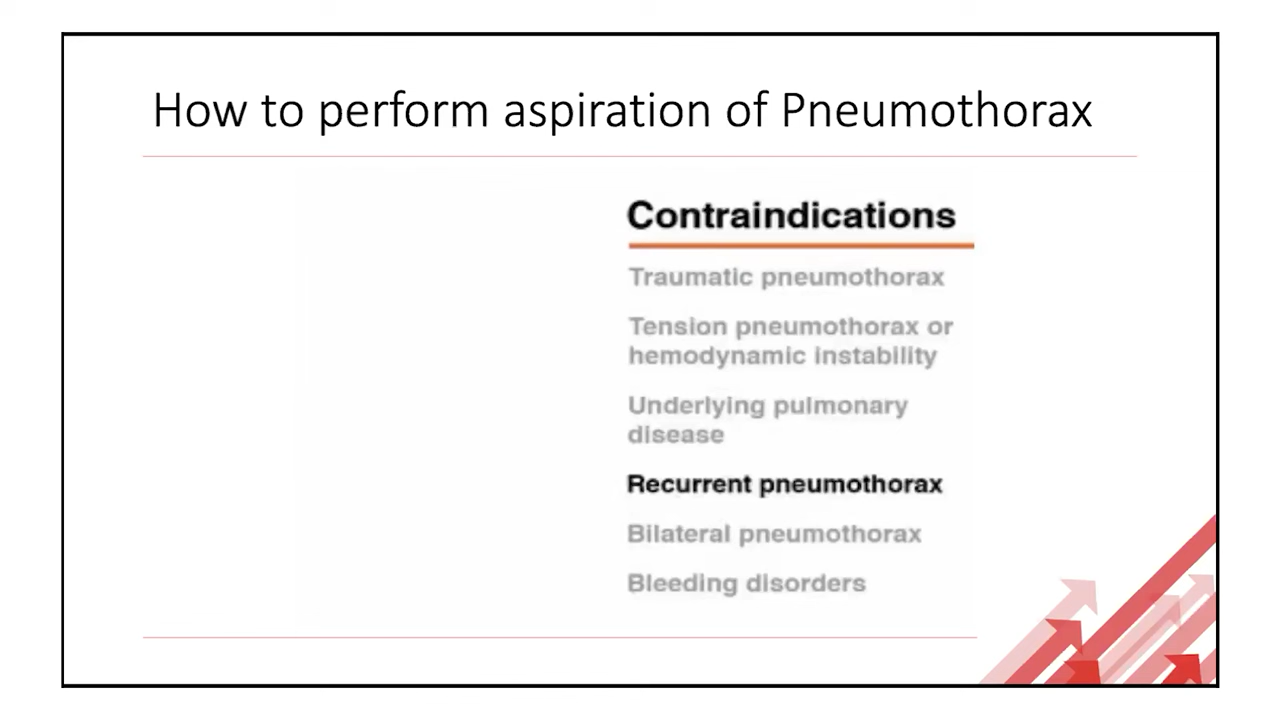 How to perform aspiration of Pneumothorax
Contraindications
Traumatic pneumothorax
Tension pneumothorax or
hemodynamic instability
Underlying pulmonary
disease
Recurrent pneumothorax
Bilateral pneumothorax
Bleeding disorders